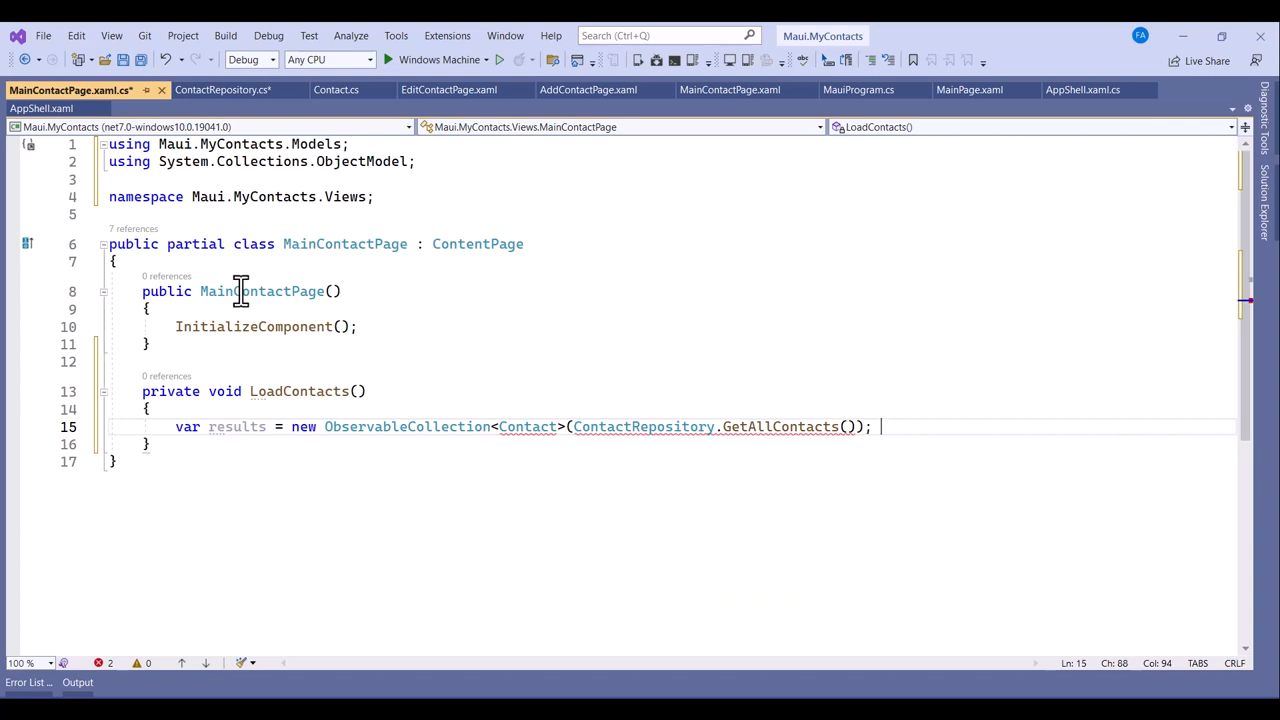 File Edit View Git Project Build Debug Test Analyze Tools Extensions Window Help Search (Ctrl+Q) Maui.MyContacts FA
Debug Any CPU Windows Machine Live Share
MainContactPage.xaml.cs* ContactRepository.cs* Contact.cs EditContactPage.xaml AddContactPage.xaml MainContactPage.xaml MauiProgram.cs MainPage.xaml AppShell.xaml.cs
AppShell.xaml
Maui.MyContacts (net7.0-windows10.0.19041.0) Maui.MyContacts.Views.MainContactPage LoadContacts()
1 using Maui.MyContacts.Models;
2 using System.Collections.ObjectModel;
3
4 namespace Maui.MyContacts.Views;
5
7 references
6 public partial class MainContactPage : ContentPage
7 {
0 references
8 public MainContactPage()
9 {
10 InitializeComponent();
11 }
12
0 references
13 private void LoadContacts()
14 {
15 var results = new ObservableCollection<Contact>(ContactRepository.GetAllContacts());
16 }
17 }
Diagnostic Tools
Solution Explorer
100 % 2 0 Ln: 15 Ch: 88 Col: 94 TABS CRLF
Error List ... Output